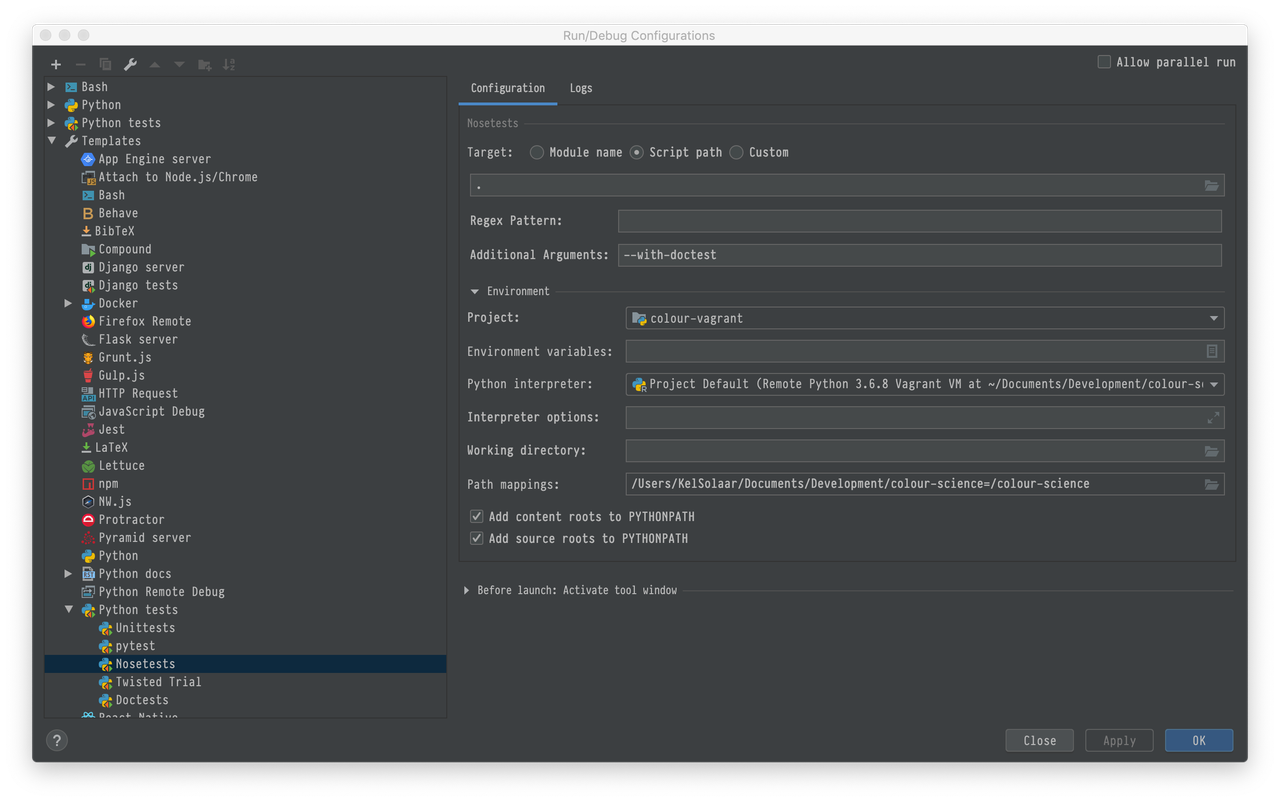 Run/Debug Configurations
Allow parallel run
Bash
Python
Python tests
Templates
App Engine server
Attach to Node.js/Chrome
Bash
Behave
BibTeX
Compound
Django server
Django tests
Docker
Firefox Remote
Flask server
Grunt.js
Gulp.js
HTTP Request
JavaScript Debug
Jest
LaTeX
Lettuce
npm
NW.js
Protractor
Pyramid server
Python
Python docs
Python Remote Debug
Python tests
Unittests
pytest
Nosetests
Twisted Trial
Doctests
React Native
Configuration Logs
Nosetests
Target: Module name Script path Custom
.
Regex Pattern:
Additional Arguments: --with-doctest
Environment
Project: colour-vagrant
Environment variables:
Python interpreter: Project Default (Remote Python 3.6.8 Vagrant VM at ~/Documents/Development/colour-s
Interpreter options:
Working directory:
Path mappings: /Users/KelSolaar/Documents/Development/colour-science=/colour-science
Add content roots to PYTHONPATH
Add source roots to PYTHONPATH
Before launch: Activate tool window
? Close Apply OK